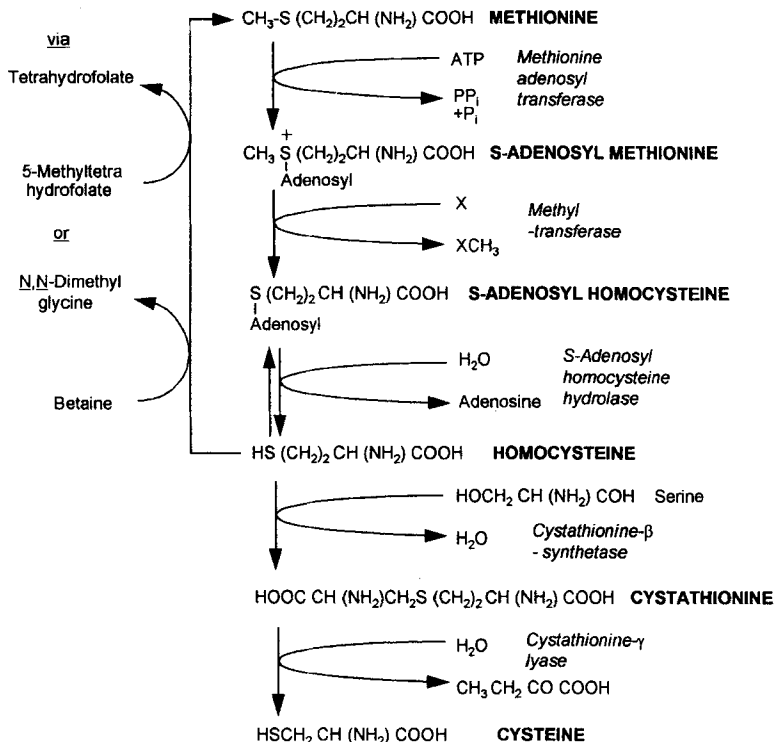 CH₃-S (CH₂)₂CH (NH₂) COOH METHIONINE
via
Tetrahydrofolate
5-Methyltetra
hydrofolate
or
N,N-Dimethyl
glycine
Betaine
ATP
PPᵢ
+Pᵢ
Methionine
adenosyl
transferase
+
CH₃ S (CH₂)₂CH (NH₂) COOH S-ADENOSYL METHIONINE
Adenosyl
X
XCH₃
Methyl
-transferase
S (CH₂)₂ CH (NH₂) COOH S-ADENOSYL HOMOCYSTEINE
Adenosyl
H₂O
Adenosine
S-Adenosyl
homocysteine
hydrolase
HS (CH₂)₂ CH (NH₂) COOH HOMOCYSTEINE
HOCH₂ CH (NH₂) COH Serine
H₂O
Cystathionine-β
- synthetase
HOOC CH (NH₂)CH₂S (CH₂)₂CH (NH₂) COOH CYSTATHIONINE
H₂O
Cystathionine-γ
lyase
CH₃ CH₂ CO COOH
HSCH₂ CH (NH₂) COOH CYSTEINE